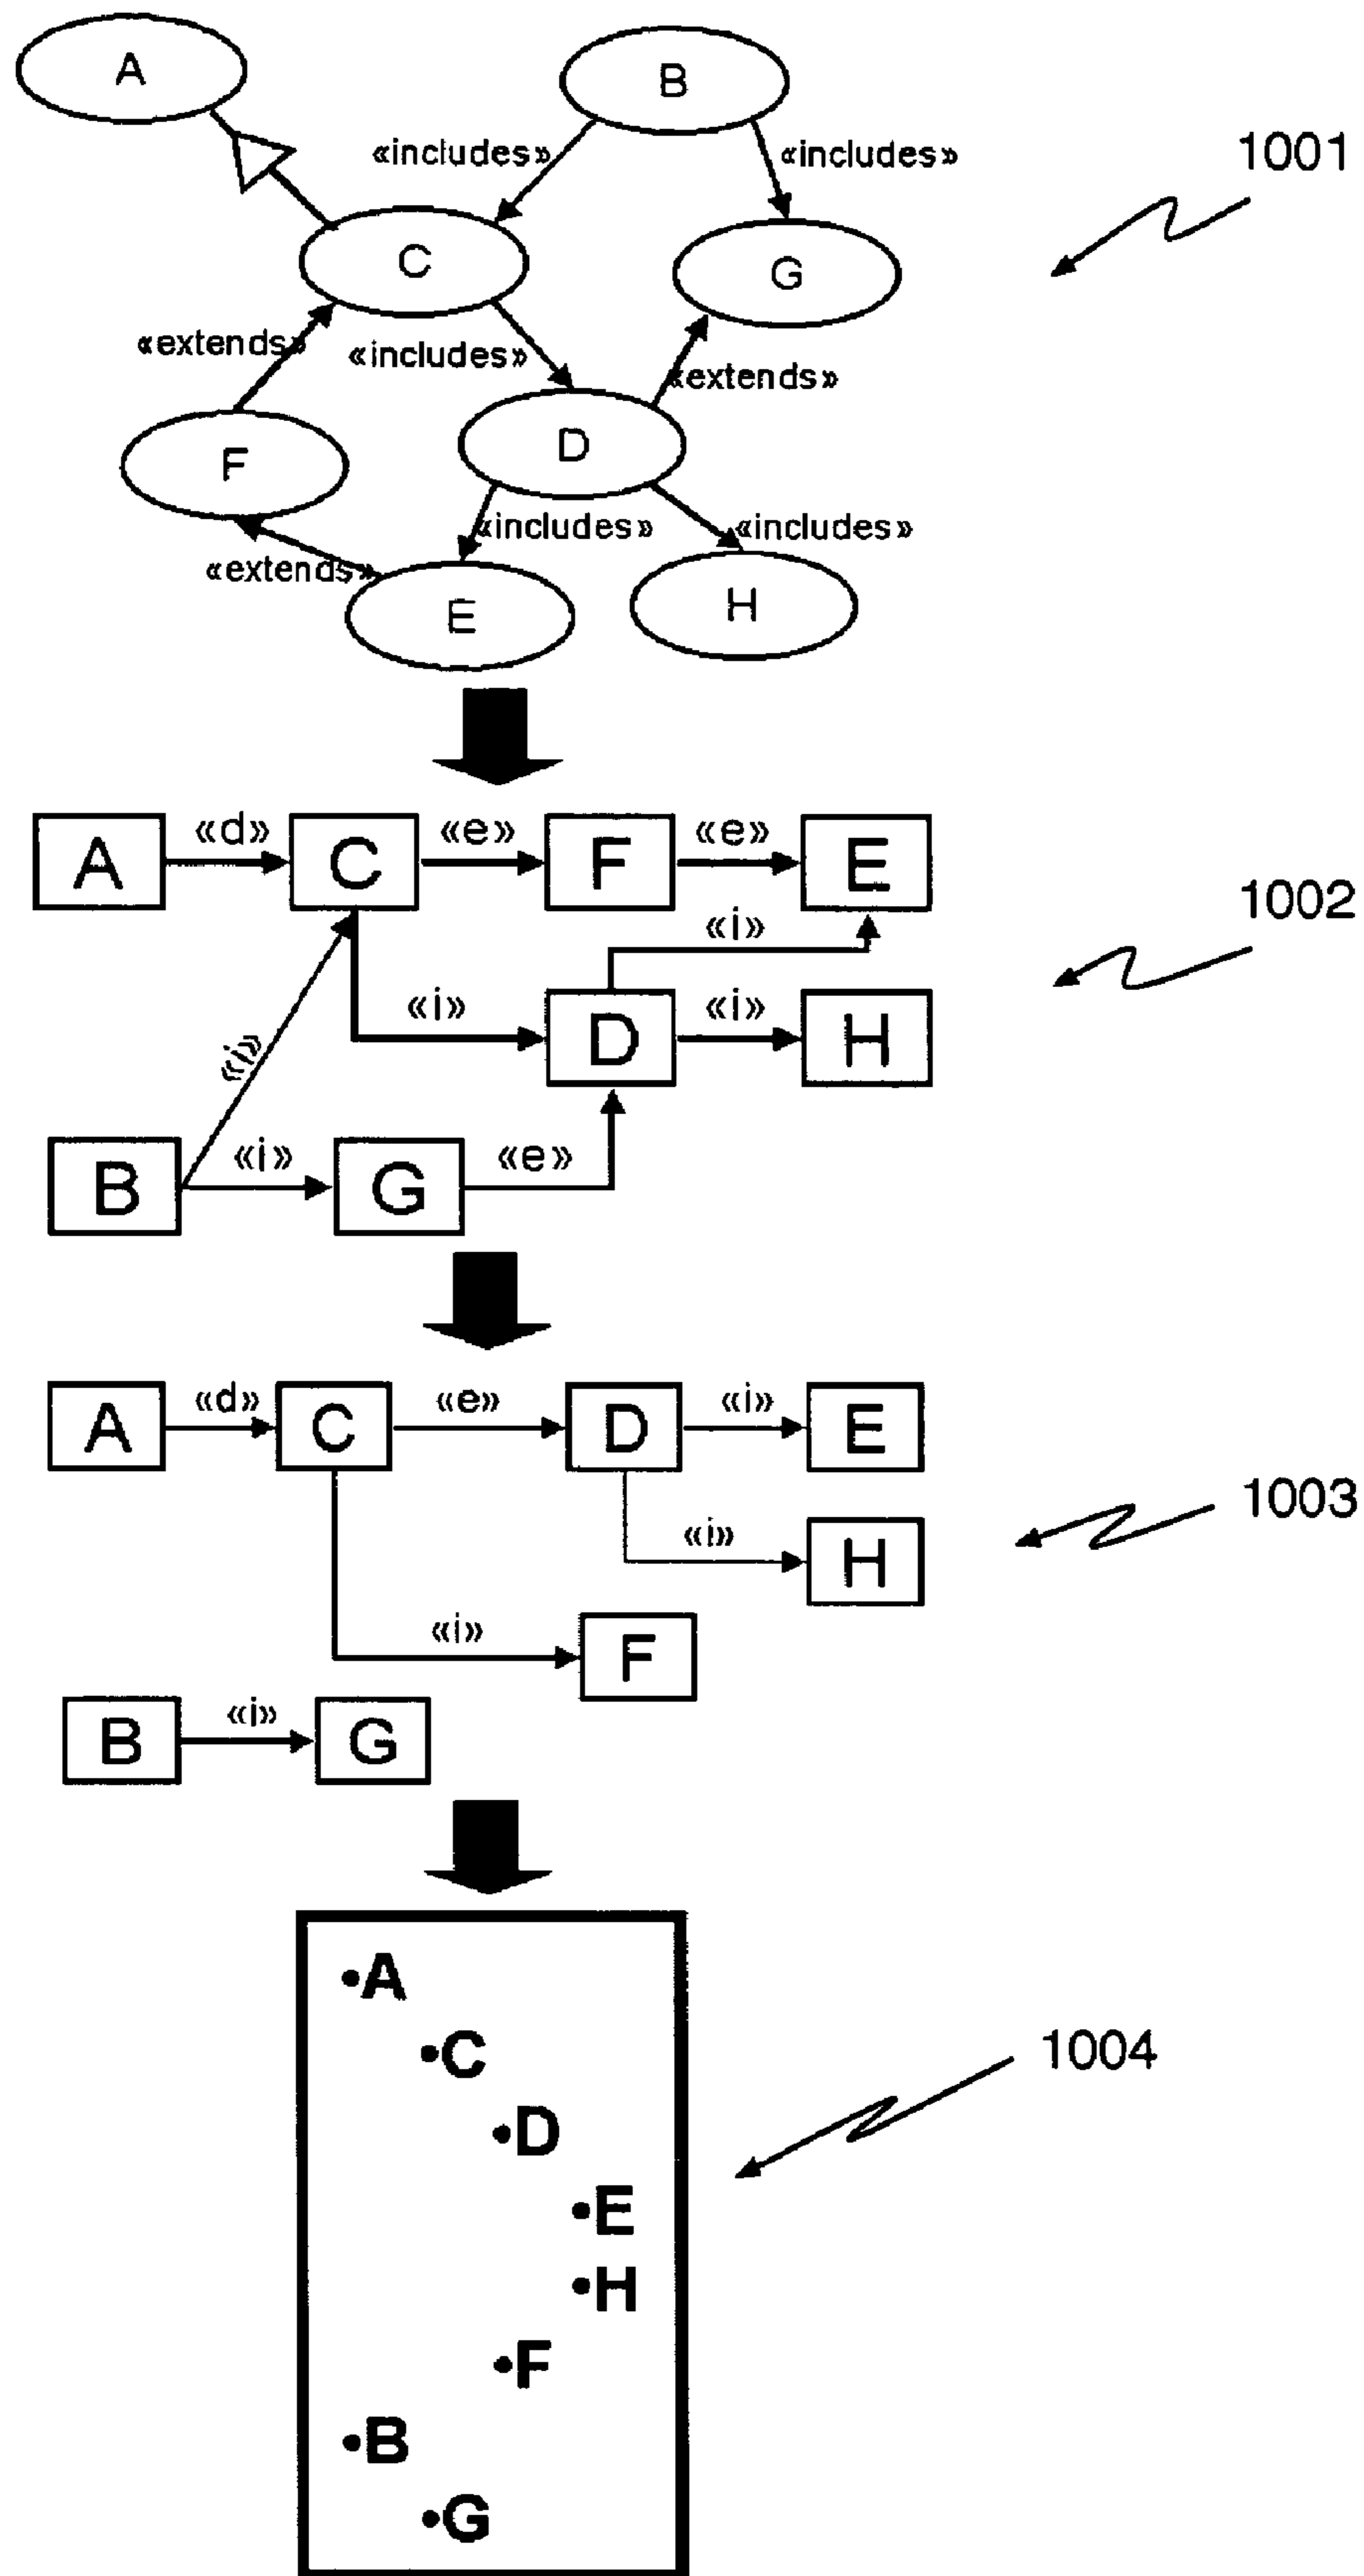 A
B
«includes»
«includes»
1001
C
G
«extends»
«includes»
«extends»
F
D
«includes»
«includes»
«extends»
E
H
A
«d»
C
«e»
F
«e»
E
1002
«i»
«i»
D
«i»
H
«i»
B
«i»
G
«e»
A
«d»
C
«e»
D
«i»
E
1003
«i»
H
«i»
F
B
«i»
G
•A
•C
1004
•D
•E
•H
•F
•B
•G